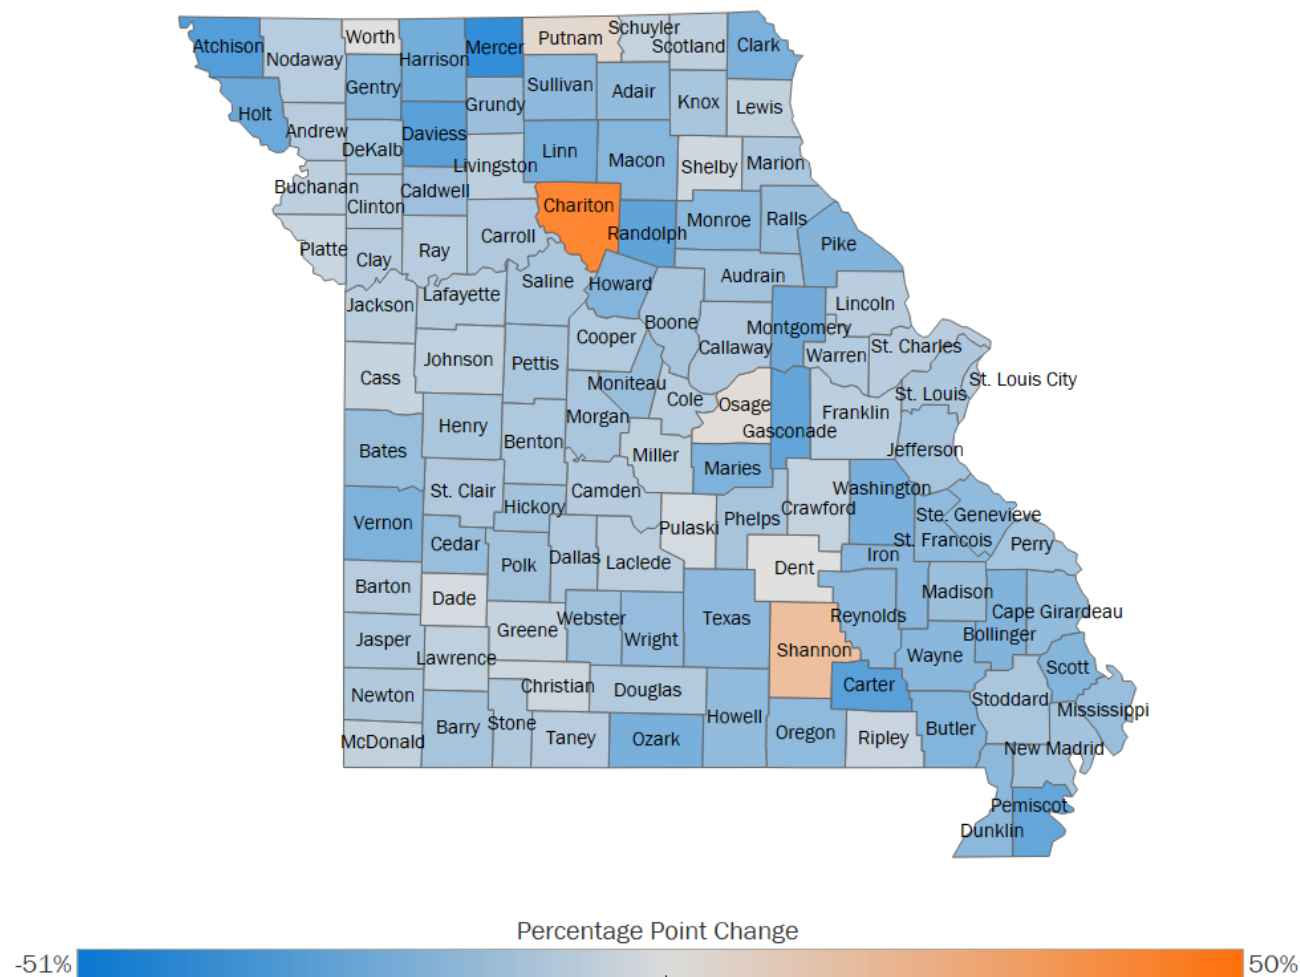 Atchison
Nodaway
Worth
Harrison
Mercer
Putnam
Schuyler
Scotland
Clark
Holt
Andrew
Gentry
DeKalb
Daviess
Grundy
Sullivan
Adair
Knox
Lewis
Buchanan
Clinton
Caldwell
Livingston
Linn
Macon
Shelby
Marion
Platte
Clay
Ray
Carroll
Chariton
Randolph
Monroe
Ralls
Pike
Jackson
Lafayette
Saline
Howard
Boone
Audrain
Callaway
Montgomery
Lincoln
Warren
St. Charles
St. Louis
St. Louis City
Cass
Johnson
Pettis
Cooper
Moniteau
Morgan
Cole
Osage
Gasconade
Franklin
Jefferson
Bates
Henry
Benton
Miller
Maries
Camden
St. Clair
Hickory
Vernon
Cedar
Polk
Dallas
Laclede
Pulaski
Phelps
Crawford
Washington
Ste. Genevieve
St. Francois
Perry
Iron
Dent
Barton
Dade
Greene
Webster
Wright
Texas
Shannon
Reynolds
Madison
Cape Girardeau
Bollinger
Wayne
Scott
Jasper
Lawrence
Christian
Douglas
Howell
Carter
Butler
Stoddard
Mississippi
New Madrid
Newton
McDonald
Barry
Stone
Taney
Ozark
Oregon
Ripley
Pemiscot
Dunklin
Percentage Point Change
-51%
50%